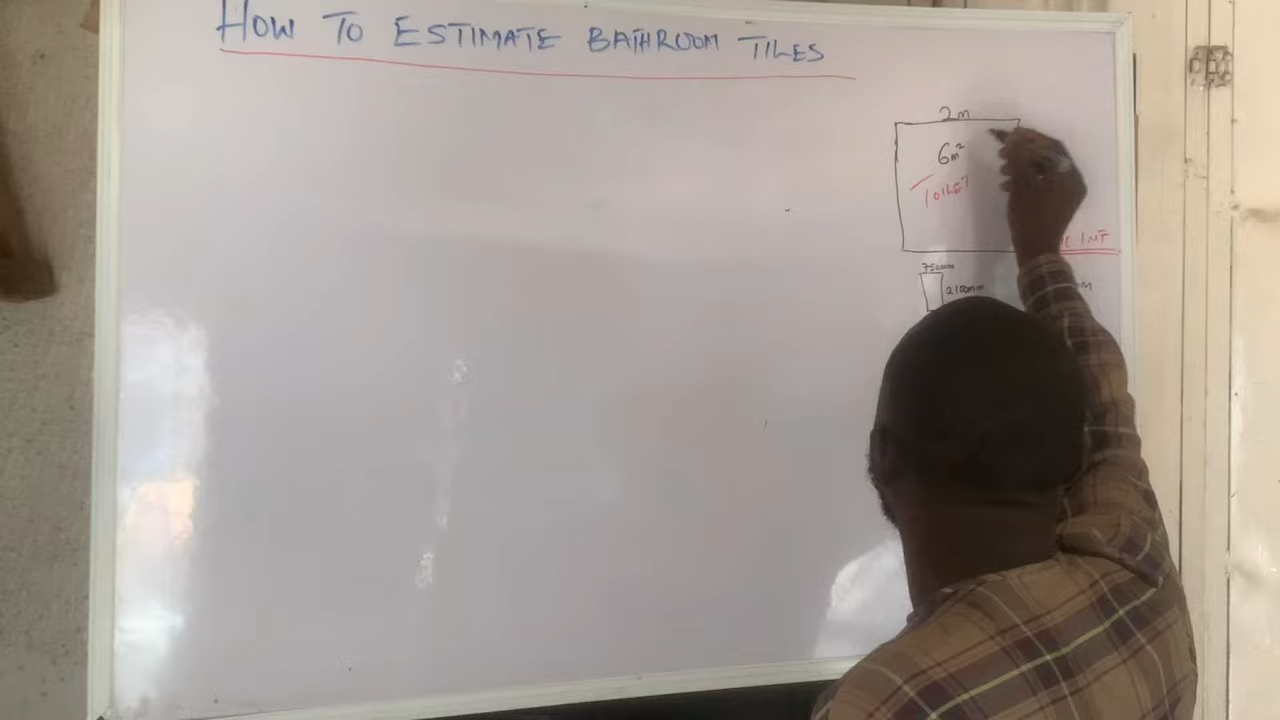 HOW TO ESTIMATE BATHROOM TILES
2m
6m²
TOILET
750mm
2100mm